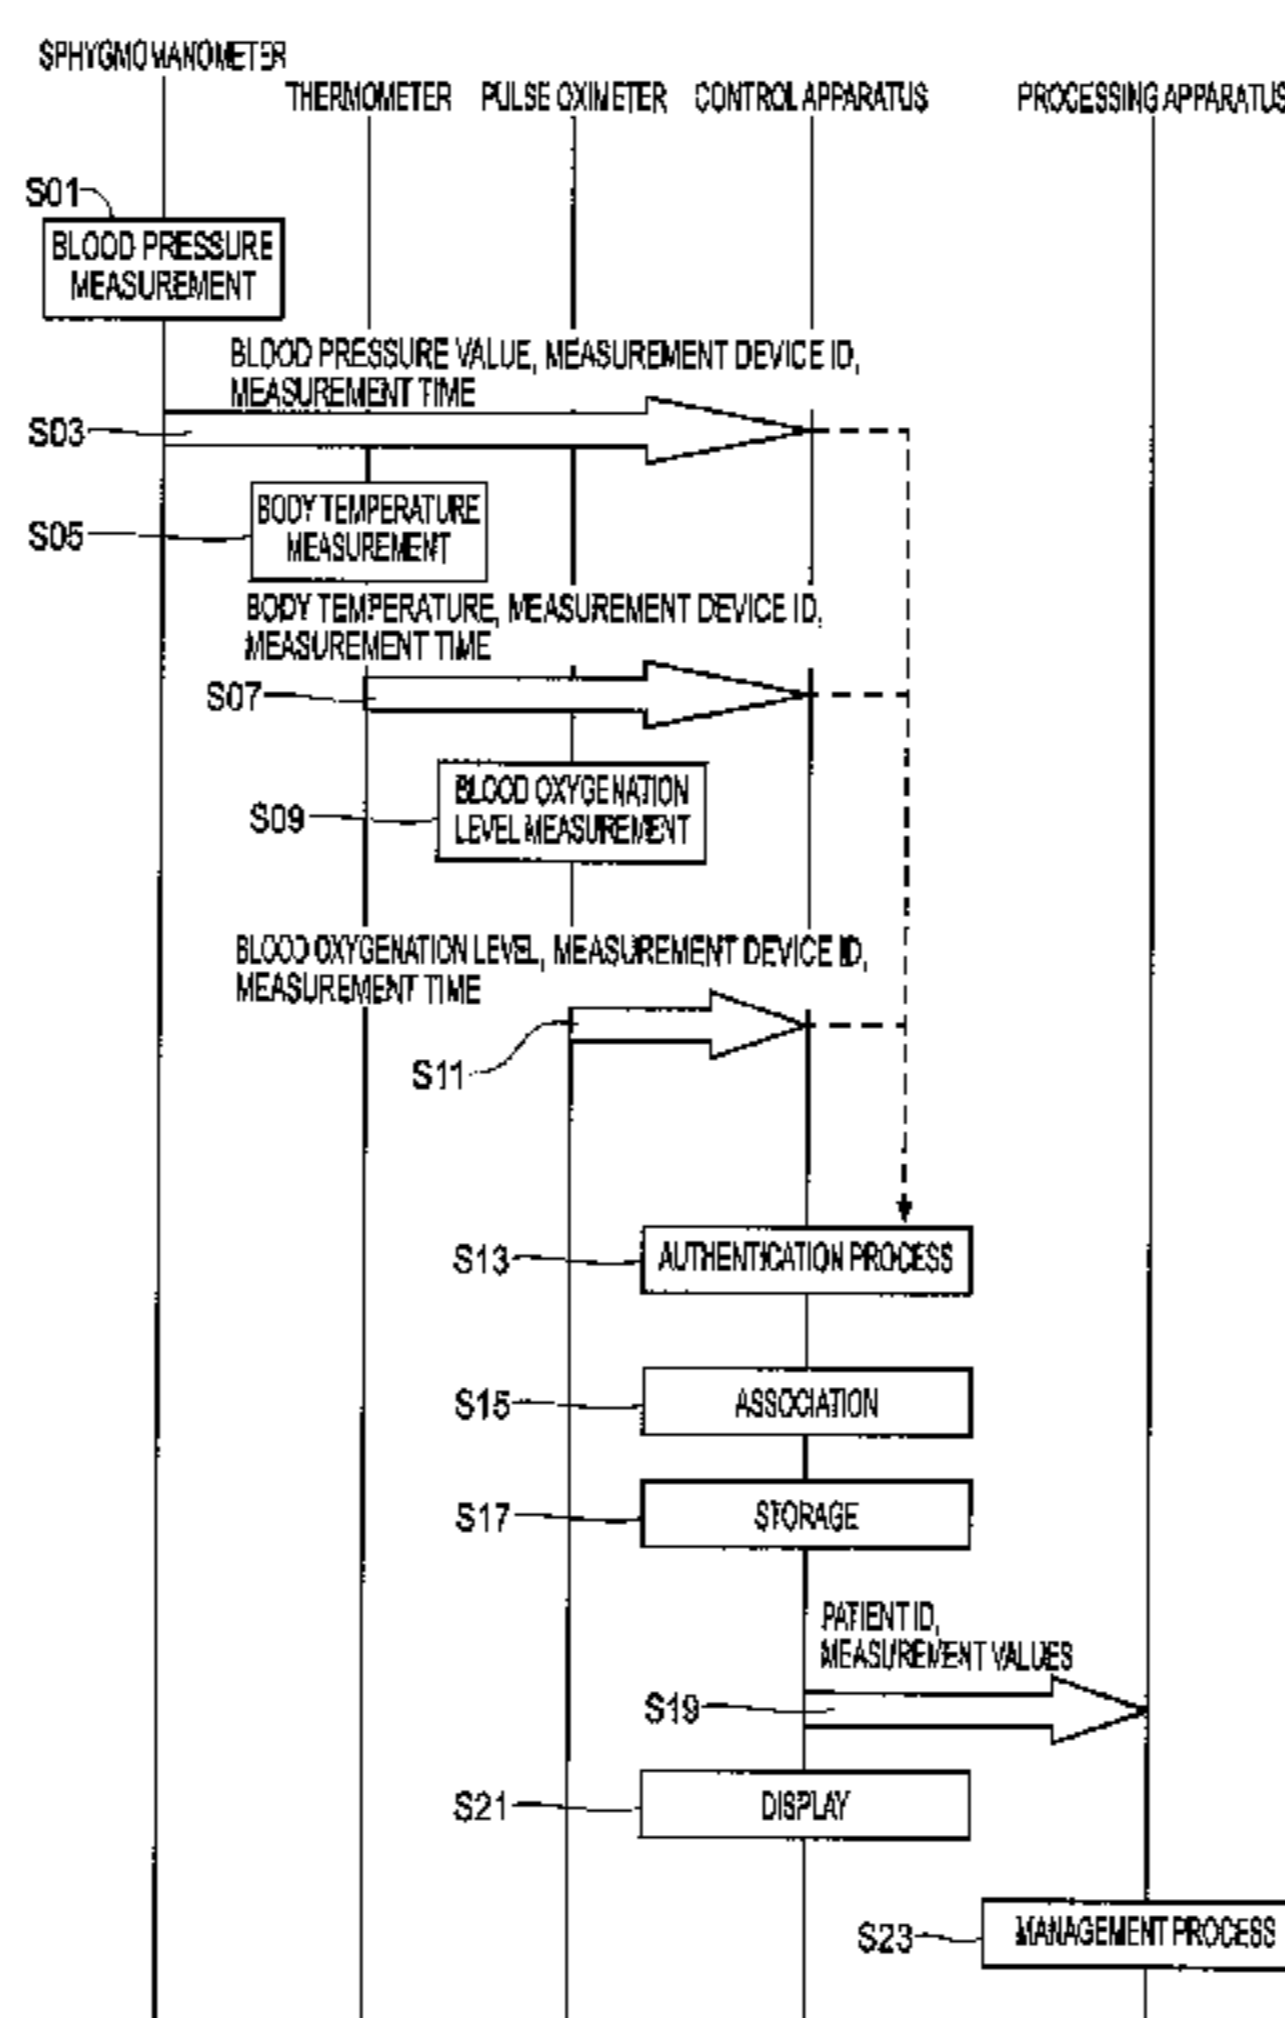 SPHYGMOMANOMETER
THERMOMETER PULSE OXIMETER CONTROL APPARATUS PROCESSING APPARATUS
S01
BLOOD PRESSURE
MEASUREMENT
BLOOD PRESSURE VALUE, MEASUREMENT DEVICE ID,
MEASUREMENT TIME
S03
S05
BODY TEMPERATURE
MEASUREMENT
BODY TEMPERATURE, MEASUREMENT DEVICE ID,
MEASUREMENT TIME
S07
S09
BLOOD OXYGENATION
LEVEL MEASUREMENT
BLOOD OXYGENATION LEVEL, MEASUREMENT DEVICE ID,
MEASUREMENT TIME
S11
S13 AUTHENTICATION PROCESS
S15 ASSOCIATION
S17 STORAGE
PATIENT ID,
MEASUREMENT VALUES
S19
S21 DISPLAY
S23 MANAGEMENT PROCESS